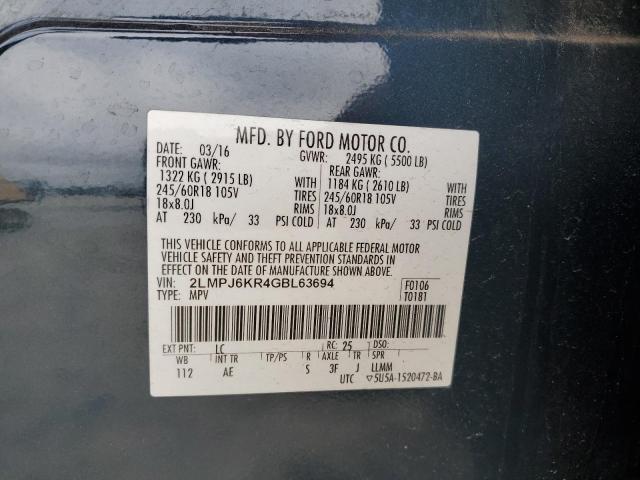 MFD. BY FORD MOTOR CO.
DATE: 03/16 GVWR: 2495 KG ( 5500 LB)
FRONT GAWR: REAR GAWR:
1322 KG ( 2915 LB) 1184 KG ( 2610 LB)
245/60R18 105V TIRES 245/60R18 105V TIRES
18x8.0J RIMS 18x8.0J RIMS
AT 230 kPa/ 33 PSI COLD AT 230 kPa/ 33 PSI COLD
THIS VEHICLE CONFORMS TO ALL APPLICABLE FEDERAL MOTOR
VEHICLE SAFETY AND THEFT PREVENTION STANDARDS IN
EFFECT ON THE DATE OF MANUFACTURE SHOWN ABOVE.
VIN: 2LMPJ6KR4GBL63694 F0106
TYPE: MPV T0181
EXT PNT: LC RC: 25 DSO:
WB INT TR TP/PS R AXLE TR SPR
112 AE S 3F J LLMM
UTC ▽5U5A-1520472-BA